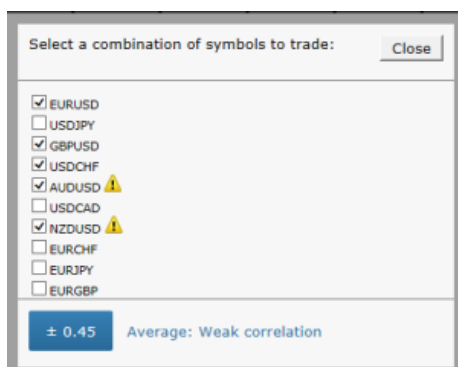 Select a combination of symbols to trade: Close
EURUSD
USDJPY
GBPUSD
USDCHF
AUDUSD
USDCAD
NZDUSD
EURCHF
EURJPY
EURGBP
± 0.45 Average: Weak correlation